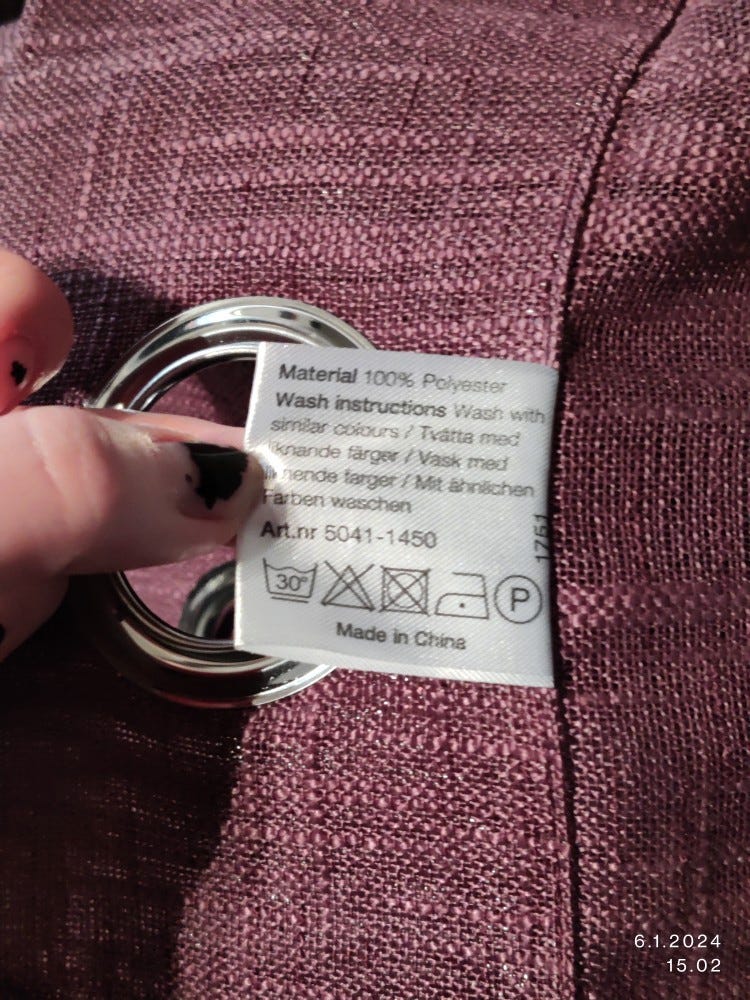 Material 100% Polyester
Wash instructions Wash with
similar colours / Tvätta med
liknande färger / Vask med
liknende farger / Mit ähnlichen
Farben waschen
Art.nr 5041-1450
1751
30°
P
Made in China
6.1.2024
15.02